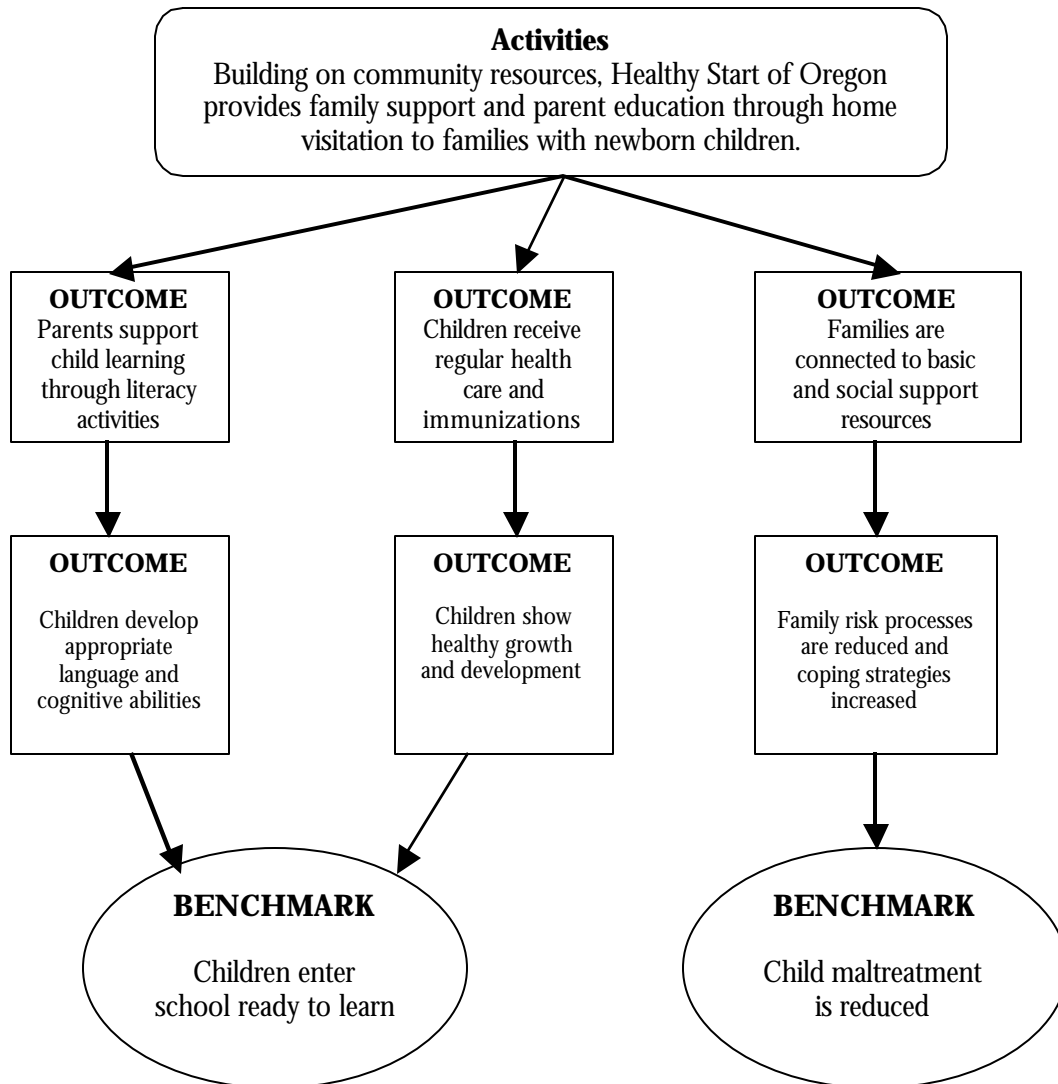 Activities
Building on community resources, Healthy Start of Oregon
provides family support and parent education through home
visitation to families with newborn children.
OUTCOME
Parents support
child learning
through literacy
activities
OUTCOME
Children receive
regular health
care and
immunizations
OUTCOME
Families are
connected to basic
and social support
resources
OUTCOME
Children develop
appropriate
language and
cognitive abilities
OUTCOME
Children show
healthy growth
and development
OUTCOME
Family risk processes
are reduced and
coping strategies
increased
BENCHMARK
Children enter
school ready to learn
BENCHMARK
Child maltreatment
is reduced